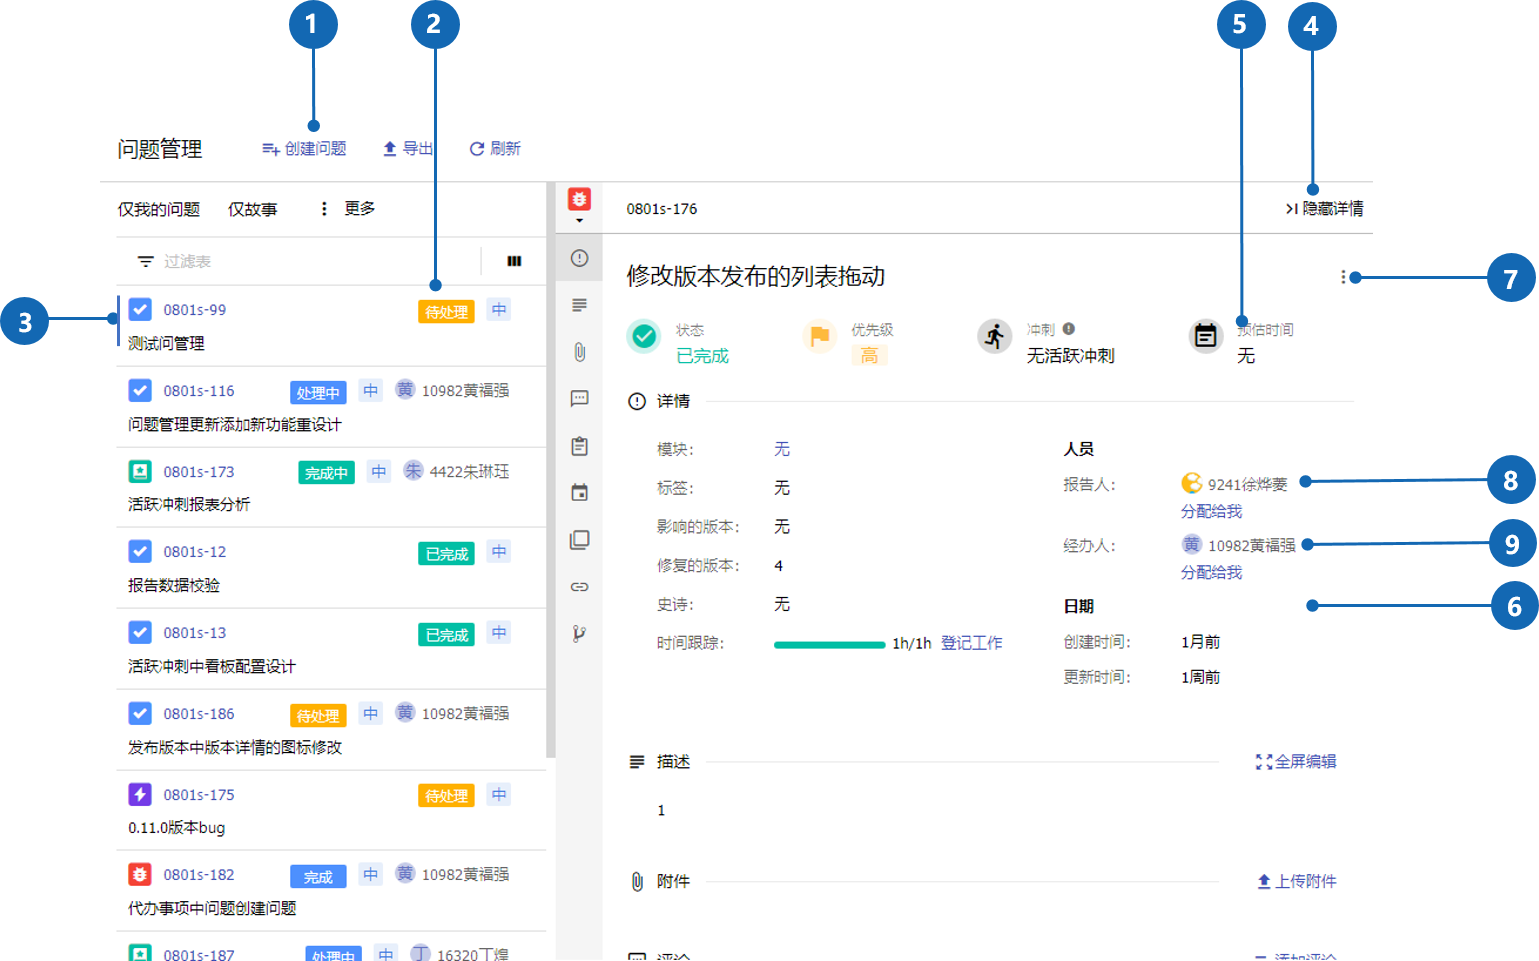 1
2
5
4
问题管理
创建问题
导出
刷新
仅我的问题
仅故事
更多
0801s-176
隐藏详情
过滤表
修改版本发布的列表拖动
7
3
0801s-99
待处理
中
测试问管理
状态
已完成
优先级
高
冲刺
无活跃冲刺
预估时间
无
0801s-116
处理中
中
黄
10982黄福强
问题管理更新添加新功能重设计
详情
模块：
无
人员
0801s-173
完成中
中
朱
4422朱琳珏
活跃冲刺报表分析
标签：
无
报告人：
9241徐烨菱
分配给我
8
影响的版本：
无
0801s-12
已完成
中
报告数据校验
修复的版本：
4
经办人：
黄
10982黄福强
分配给我
9
史诗：
无
日期
6
0801s-13
已完成
中
活跃冲刺中看板配置设计
时间跟踪：
1h/1h
登记工作
创建时间：
1月前
更新时间：
1周前
0801s-186
待处理
中
黄
10982黄福强
发布版本中版本详情的图标修改
描述
全屏编辑
0801s-175
待处理
中
0.11.0版本bug
1
0801s-182
完成
中
黄
10982黄福强
代办事项中问题创建问题
附件
上传附件
0801s-187
处理中
中
丁
16320丁煌
评论
添加评论